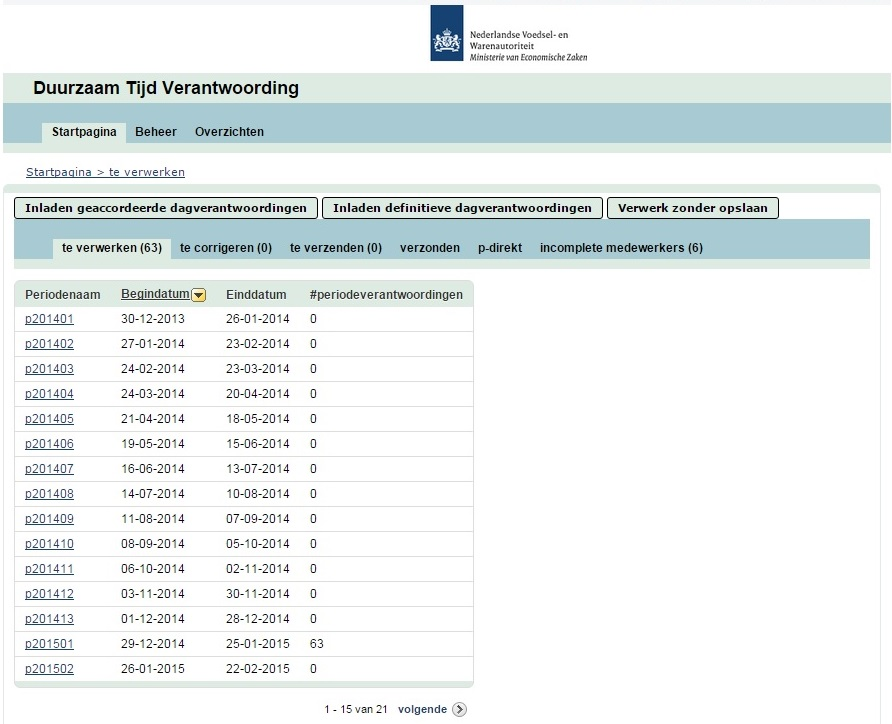 Nederlandse Voedsel- en
Warenautoriteit
Ministerie van Economische Zaken
Duurzaam Tijd Verantwoording
Startpagina Beheer Overzichten
Startpagina > te verwerken
Inladen geaccordeerde dagverantwoordingen Inladen definitieve dagverantwoordingen Verwerk zonder opslaan
te verwerken (63) te corrigeren (0) te verzenden (0) verzonden p-direkt incomplete medewerkers (6)
Periodenaam Begindatum Einddatum #periodeverantwoordingen
p201401 30-12-2013 26-01-2014 0
p201402 27-01-2014 23-02-2014 0
p201403 24-02-2014 23-03-2014 0
p201404 24-03-2014 20-04-2014 0
p201405 21-04-2014 18-05-2014 0
p201406 19-05-2014 15-06-2014 0
p201407 16-06-2014 13-07-2014 0
p201408 14-07-2014 10-08-2014 0
p201409 11-08-2014 07-09-2014 0
p201410 08-09-2014 05-10-2014 0
p201411 06-10-2014 02-11-2014 0
p201412 03-11-2014 30-11-2014 0
p201413 01-12-2014 28-12-2014 0
p201501 29-12-2014 25-01-2015 63
p201502 26-01-2015 22-02-2015 0
1 - 15 van 21 volgende